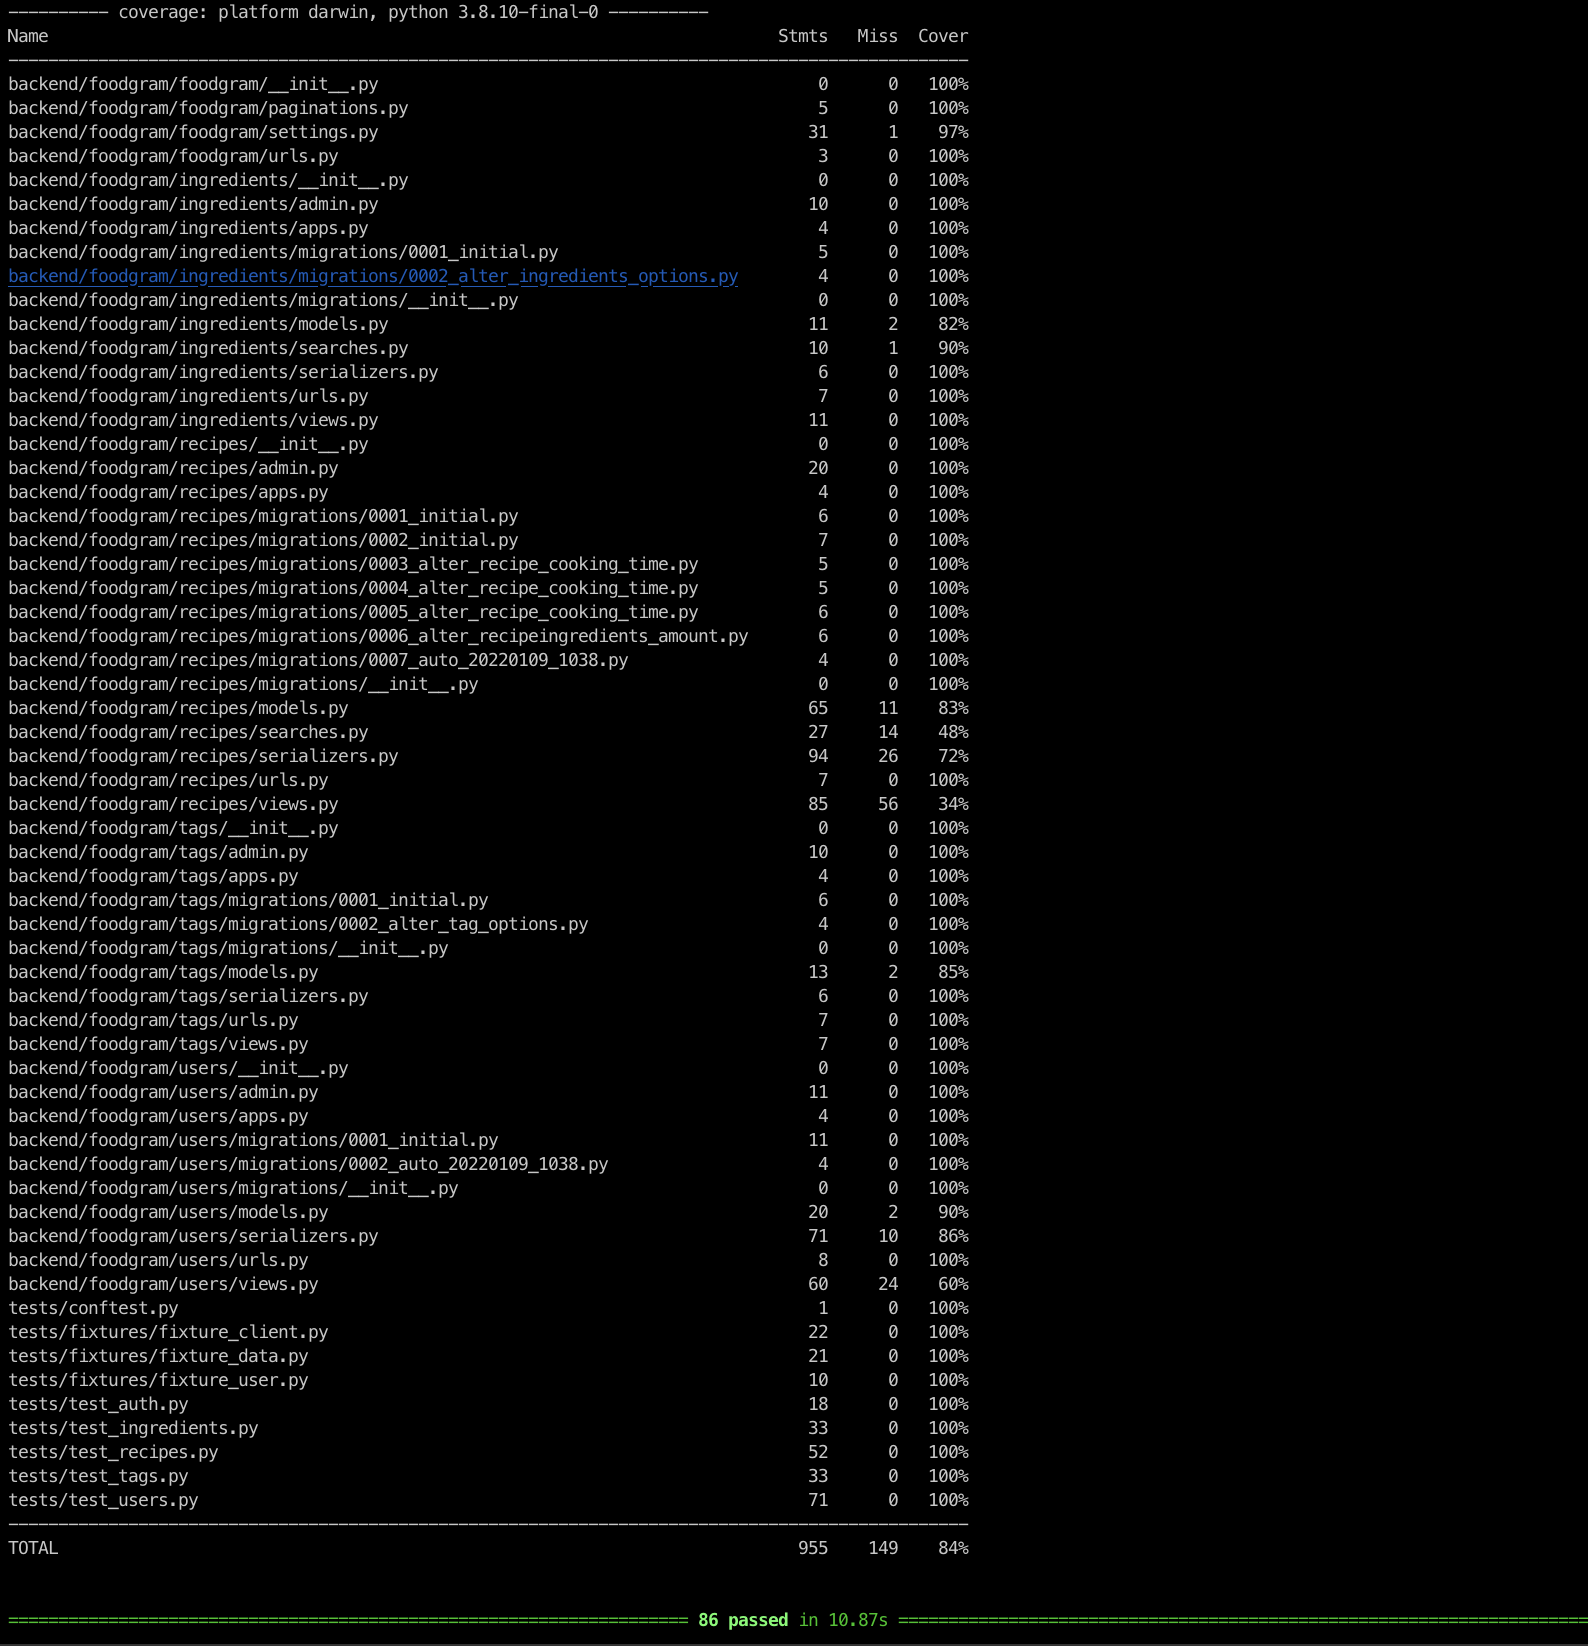 ---------- coverage: platform darwin, python 3.8.10-final-0 ----------
Name Stmts Miss Cover
backend/foodgram/foodgram/__init__.py 0 0 100%
backend/foodgram/foodgram/paginations.py 5 0 100%
backend/foodgram/foodgram/settings.py 31 1 97%
backend/foodgram/foodgram/urls.py 3 0 100%
backend/foodgram/ingredients/__init__.py 0 0 100%
backend/foodgram/ingredients/admin.py 10 0 100%
backend/foodgram/ingredients/apps.py 4 0 100%
backend/foodgram/ingredients/migrations/0001_initial.py 5 0 100%
backend/foodgram/ingredients/migrations/0002_alter_ingredients_options.py 4 0 100%
backend/foodgram/ingredients/migrations/__init__.py 0 0 100%
backend/foodgram/ingredients/models.py 11 2 82%
backend/foodgram/ingredients/searches.py 10 1 90%
backend/foodgram/ingredients/serializers.py 6 0 100%
backend/foodgram/ingredients/urls.py 7 0 100%
backend/foodgram/ingredients/views.py 11 0 100%
backend/foodgram/recipes/__init__.py 0 0 100%
backend/foodgram/recipes/admin.py 20 0 100%
backend/foodgram/recipes/apps.py 4 0 100%
backend/foodgram/recipes/migrations/0001_initial.py 6 0 100%
backend/foodgram/recipes/migrations/0002_initial.py 7 0 100%
backend/foodgram/recipes/migrations/0003_alter_recipe_cooking_time.py 5 0 100%
backend/foodgram/recipes/migrations/0004_alter_recipe_cooking_time.py 5 0 100%
backend/foodgram/recipes/migrations/0005_alter_recipe_cooking_time.py 6 0 100%
backend/foodgram/recipes/migrations/0006_alter_recipeingredients_amount.py 6 0 100%
backend/foodgram/recipes/migrations/0007_auto_20220109_1038.py 4 0 100%
backend/foodgram/recipes/migrations/__init__.py 0 0 100%
backend/foodgram/recipes/models.py 65 11 83%
backend/foodgram/recipes/searches.py 27 14 48%
backend/foodgram/recipes/serializers.py 94 26 72%
backend/foodgram/recipes/urls.py 7 0 100%
backend/foodgram/recipes/views.py 85 56 34%
backend/foodgram/tags/__init__.py 0 0 100%
backend/foodgram/tags/admin.py 10 0 100%
backend/foodgram/tags/apps.py 4 0 100%
backend/foodgram/tags/migrations/0001_initial.py 6 0 100%
backend/foodgram/tags/migrations/0002_alter_tag_options.py 4 0 100%
backend/foodgram/tags/migrations/__init__.py 0 0 100%
backend/foodgram/tags/models.py 13 2 85%
backend/foodgram/tags/serializers.py 6 0 100%
backend/foodgram/tags/urls.py 7 0 100%
backend/foodgram/tags/views.py 7 0 100%
backend/foodgram/users/__init__.py 0 0 100%
backend/foodgram/users/admin.py 11 0 100%
backend/foodgram/users/apps.py 4 0 100%
backend/foodgram/users/migrations/0001_initial.py 11 0 100%
backend/foodgram/users/migrations/0002_auto_20220109_1038.py 4 0 100%
backend/foodgram/users/migrations/__init__.py 0 0 100%
backend/foodgram/users/models.py 20 2 90%
backend/foodgram/users/serializers.py 71 10 86%
backend/foodgram/users/urls.py 8 0 100%
backend/foodgram/users/views.py 60 24 60%
tests/conftest.py 1 0 100%
tests/fixtures/fixture_client.py 22 0 100%
tests/fixtures/fixture_data.py 21 0 100%
tests/fixtures/fixture_user.py 10 0 100%
tests/test_auth.py 18 0 100%
tests/test_ingredients.py 33 0 100%
tests/test_recipes.py 52 0 100%
tests/test_tags.py 33 0 100%
tests/test_users.py 71 0 100%
TOTAL 955 149 84%
86 passed in 10.87s